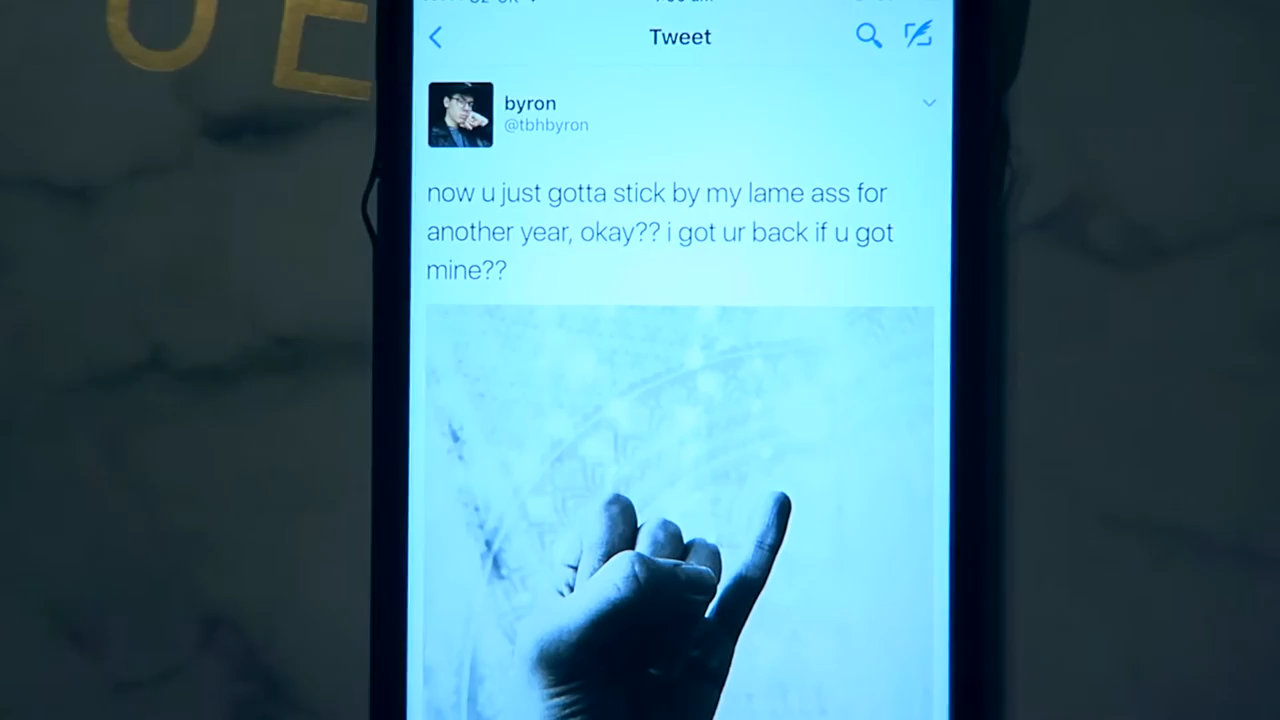 UE
Tweet
byron
@tbhbyron
now u just gotta stick by my lame ass for
another year, okay?? i got ur back if u got
mine??